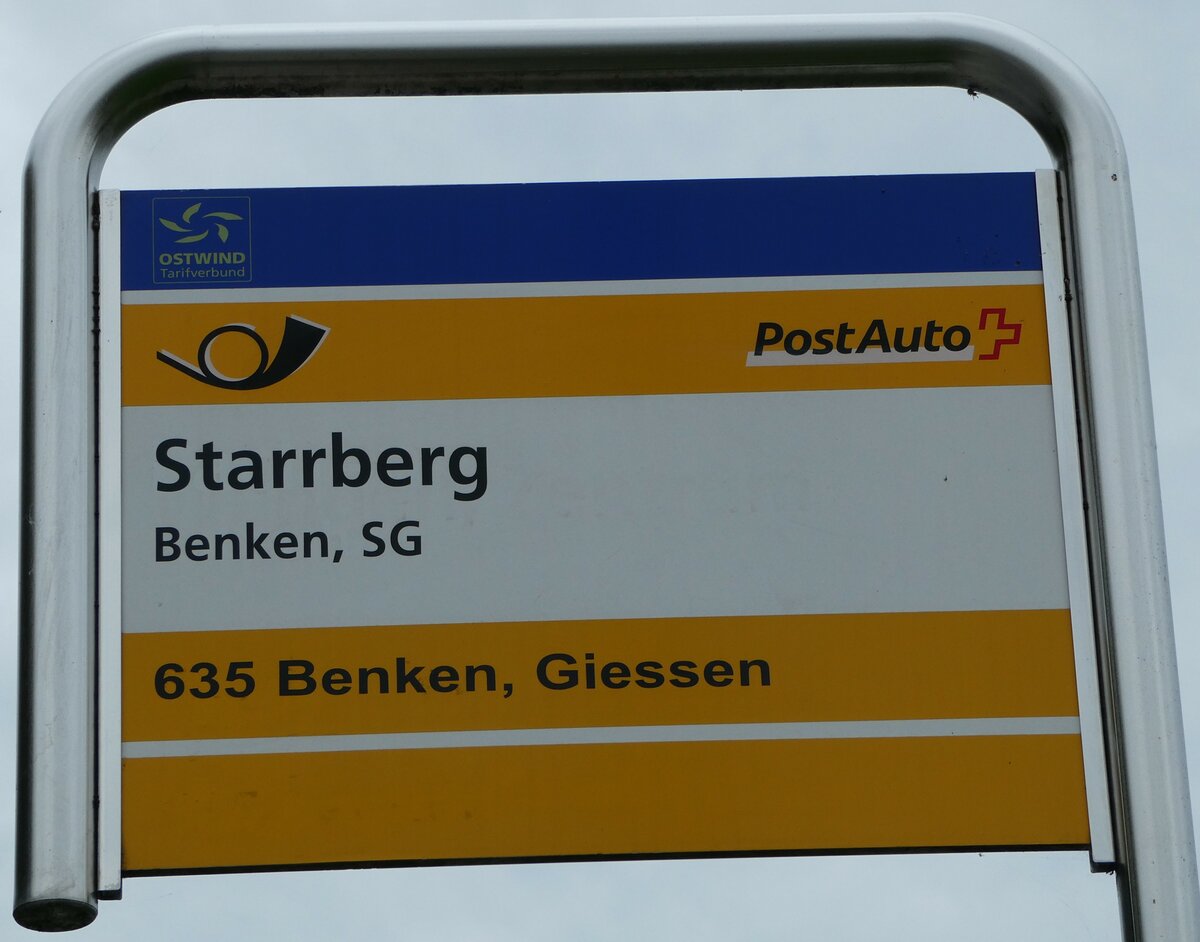 OSTWIND
Tarifverbund
PostAuto
Starrberg
Benken, SG
635 Benken, Giessen